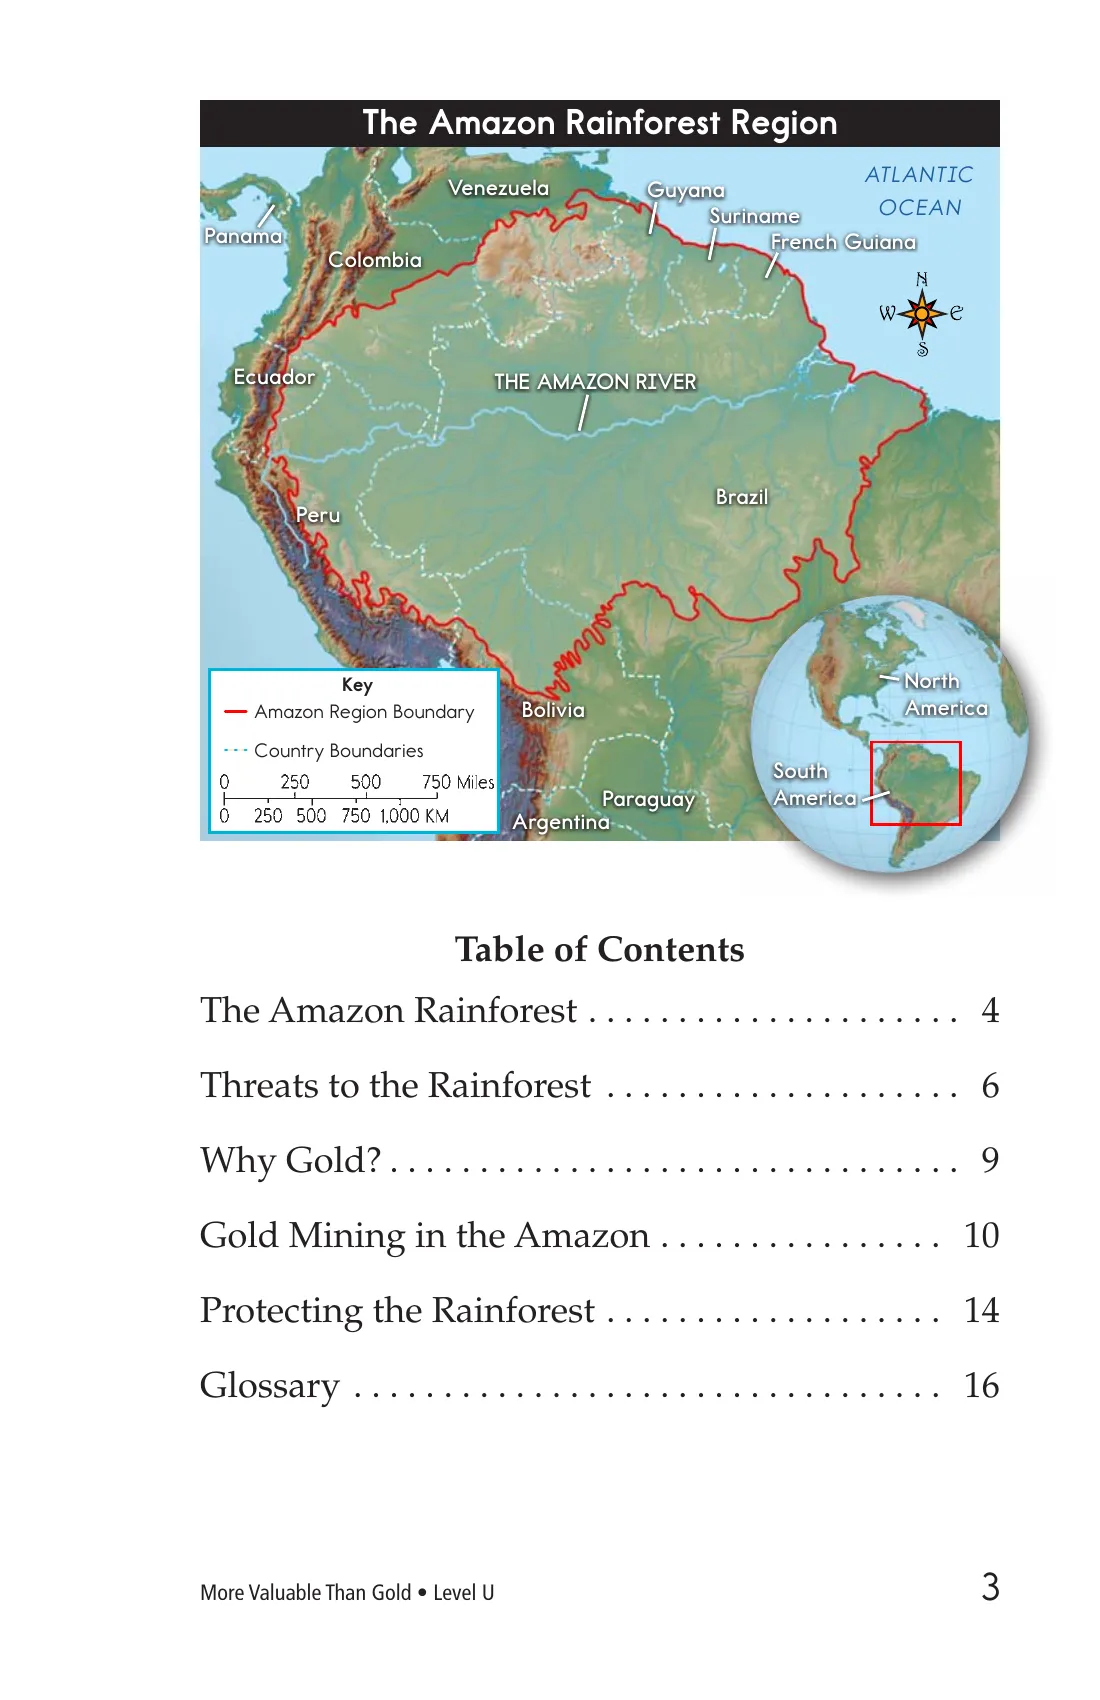 The Amazon Rainforest Region
ATLANTIC
OCEAN
Venezuela
Guyana
Suriname
French Guiana
Panama
Colombia
N
W E
S
Ecuador
THE AMAZON RIVER
Brazil
Peru
Key
Amazon Region Boundary
Country Boundaries
0 250 500 750 Miles
0 250 500 750 1,000 KM
Bolivia
Paraguay
Argentina
North
America
South
America
Table of Contents
The Amazon Rainforest . . . . . . . . . . . . . . . . . . . . . 4
Threats to the Rainforest . . . . . . . . . . . . . . . . . . . . 6
Why Gold? . . . . . . . . . . . . . . . . . . . . . . . . . . . . . . . . 9
Gold Mining in the Amazon . . . . . . . . . . . . . . . . 10
Protecting the Rainforest . . . . . . . . . . . . . . . . . . . 14
Glossary . . . . . . . . . . . . . . . . . . . . . . . . . . . . . . . . . 16
More Valuable Than Gold • Level U 3